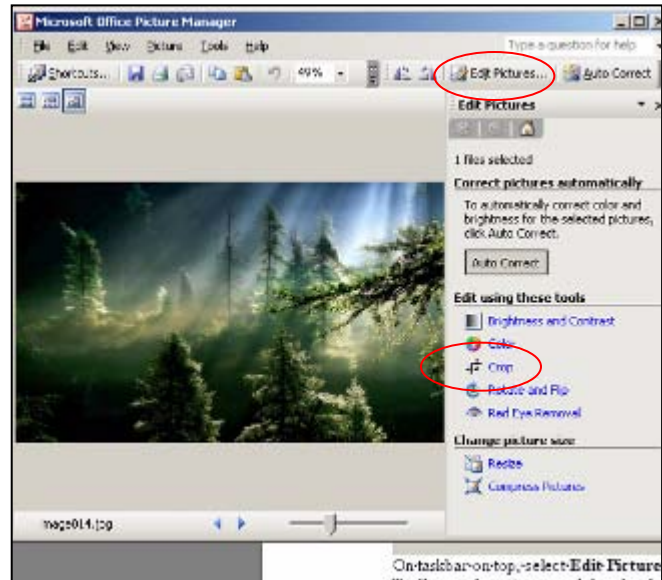 Microsoft Office Picture Manager
File Edit View Picture Tools Help Type a question for help
Shortcuts... 49% Edit Pictures... Auto Correct
Edit Pictures
1 files selected
Correct pictures automatically
To automatically correct color and
brightness for the selected pictures,
click Auto Correct.
Auto Correct
Edit using these tools
Brightness and Contrast
Color
Crop
Rotate and Flip
Red Eye Removal
Change picture size
Resize
Compress Pictures
mage014.jpg
On·taskbar·on·top,·select·Edit·Picture